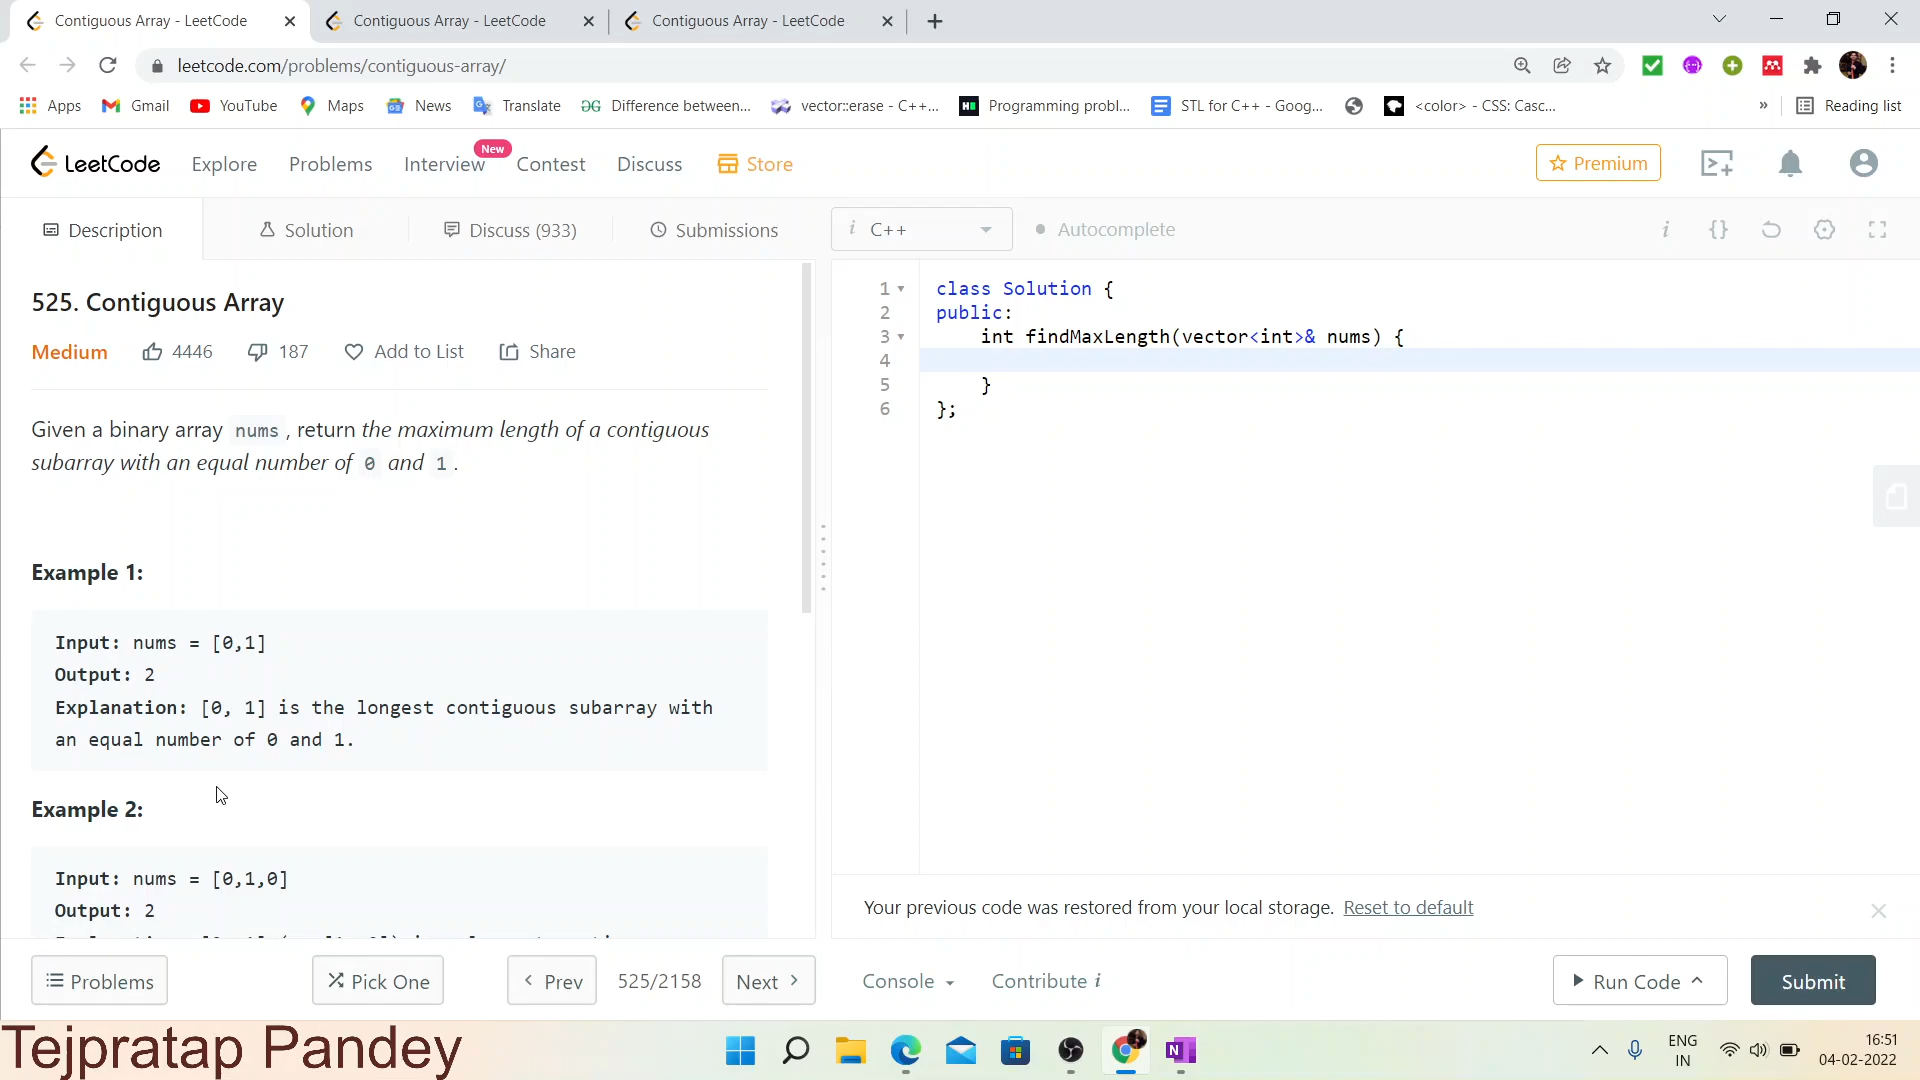 Contiguous Array - LeetCode
Contiguous Array - LeetCode
Contiguous Array - LeetCode
leetcode.com/problems/contiguous-array/
Apps
Gmail
YouTube
Maps
News
Translate
Difference between...
vector::erase - C++...
Programming probl...
STL for C++ - Goog...
<color> - CSS: Casc...
»
Reading list
LeetCode
Explore
Problems
Interview
New
Contest
Discuss
Store
Premium
Description
Solution
Discuss (933)
Submissions
i C++
Autocomplete
i
{}
525. Contiguous Array
Medium
4446
187
Add to List
Share
Given a binary array nums, return the maximum length of a contiguous
subarray with an equal number of 0 and 1.
Example 1:
Input: nums = [0,1]
Output: 2
Explanation: [0, 1] is the longest contiguous subarray with
an equal number of 0 and 1.
Example 2:
Input: nums = [0,1,0]
Output: 2
1 class Solution {
2 public:
3 int findMaxLength(vector<int>& nums) {
4
5 }
6 };
Your previous code was restored from your local storage. Reset to default
Problems
Pick One
Prev
525/2158
Next
Console
Contribute i
Run Code
Submit
Tejpratap Pandey
ENG
IN
16:51
04-02-2022